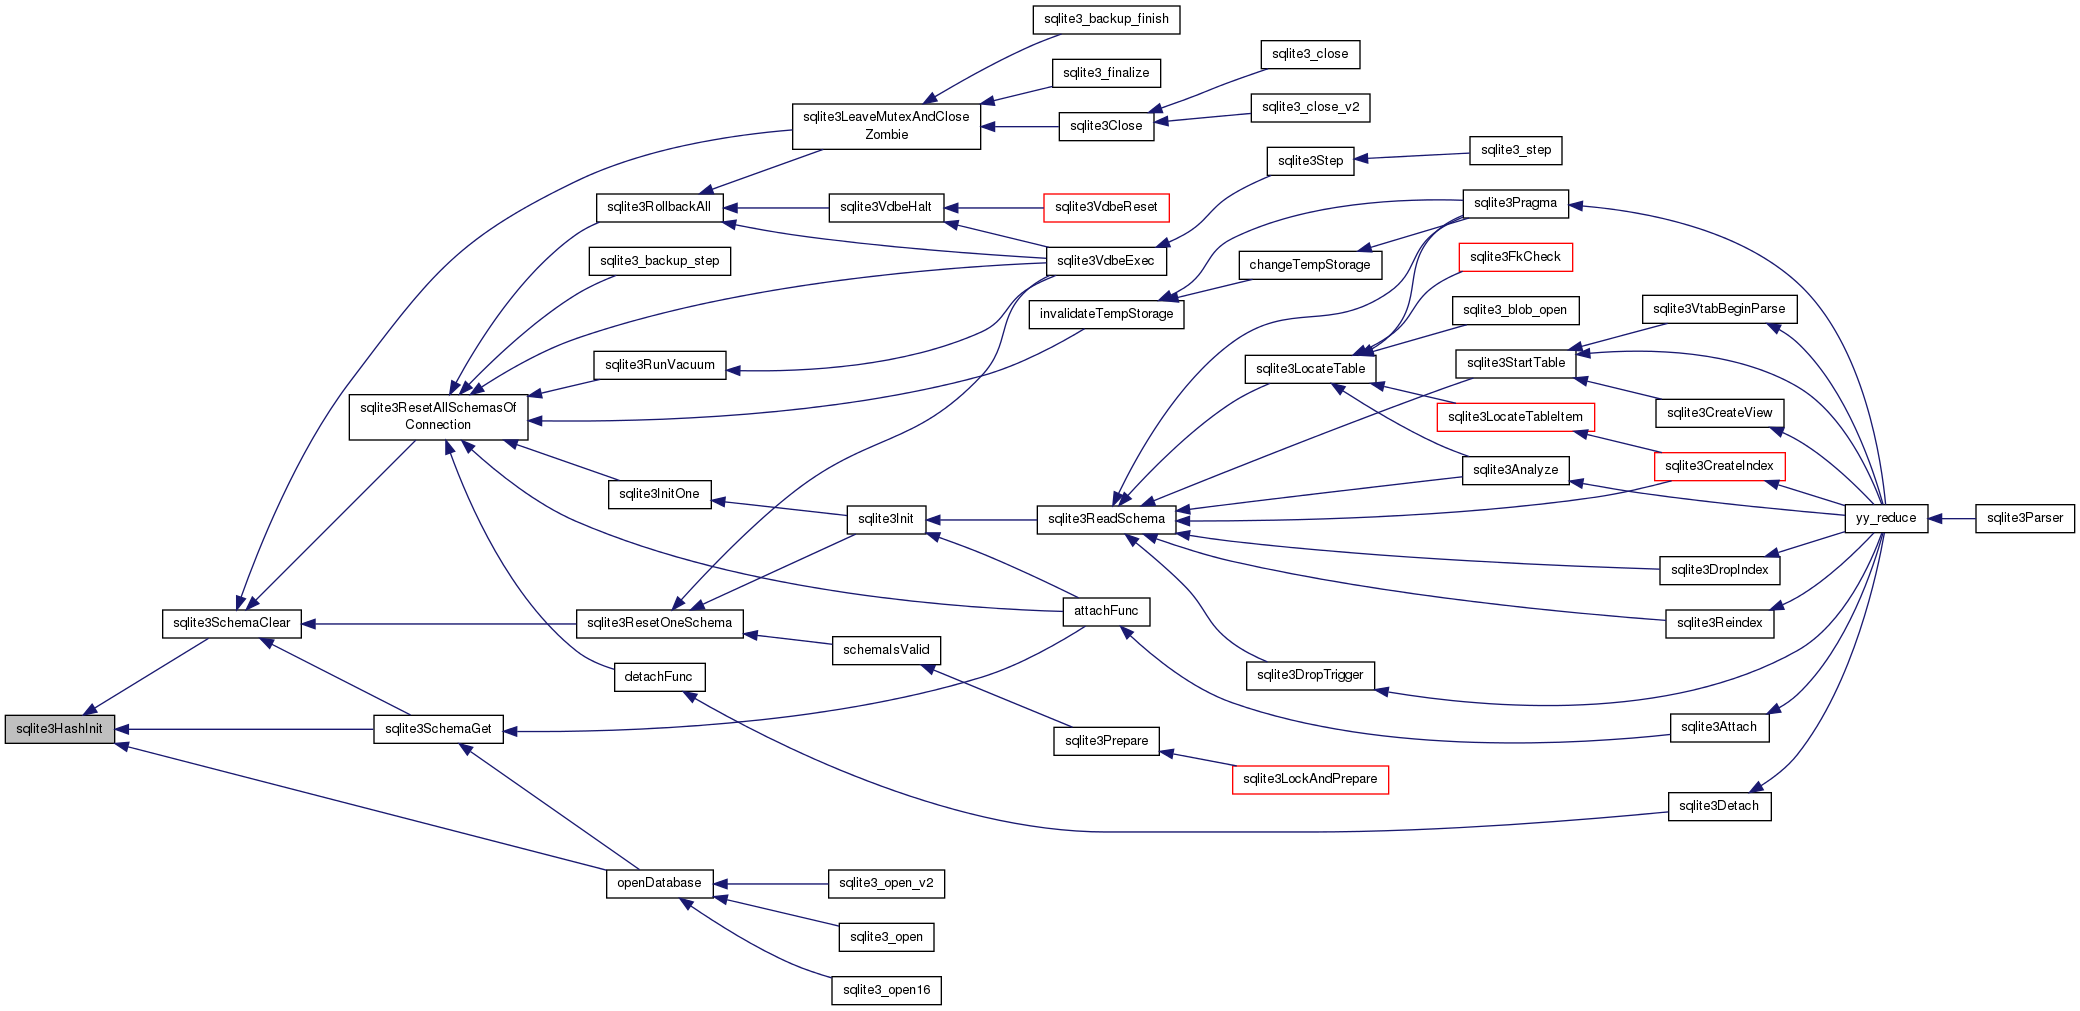 sqlite3_backup_finish
sqlite3_close
sqlite3_finalize
sqlite3_close_v2
sqlite3LeaveMutexAndClose
Zombie
sqlite3Close
sqlite3_step
sqlite3Step
sqlite3Pragma
sqlite3RollbackAll
sqlite3VdbeHalt
sqlite3VdbeReset
sqlite3_backup_step
sqlite3VdbeExec
changeTempStorage
sqlite3FkCheck
invalidateTempStorage
sqlite3_blob_open
sqlite3VtabBeginParse
sqlite3RunVacuum
sqlite3LocateTable
sqlite3StartTable
sqlite3ResetAllSchemasOf
Connection
sqlite3LocateTableItem
sqlite3CreateView
sqlite3Analyze
sqlite3CreateIndex
sqlite3InitOne
sqlite3Init
sqlite3ReadSchema
yy_reduce
sqlite3Parser
sqlite3DropIndex
attachFunc
sqlite3SchemaClear
sqlite3ResetOneSchema
sqlite3Reindex
schemaIsValid
detachFunc
sqlite3DropTrigger
sqlite3HashInit
sqlite3SchemaGet
sqlite3Attach
sqlite3Prepare
sqlite3LockAndPrepare
sqlite3Detach
openDatabase
sqlite3_open_v2
sqlite3_open
sqlite3_open16